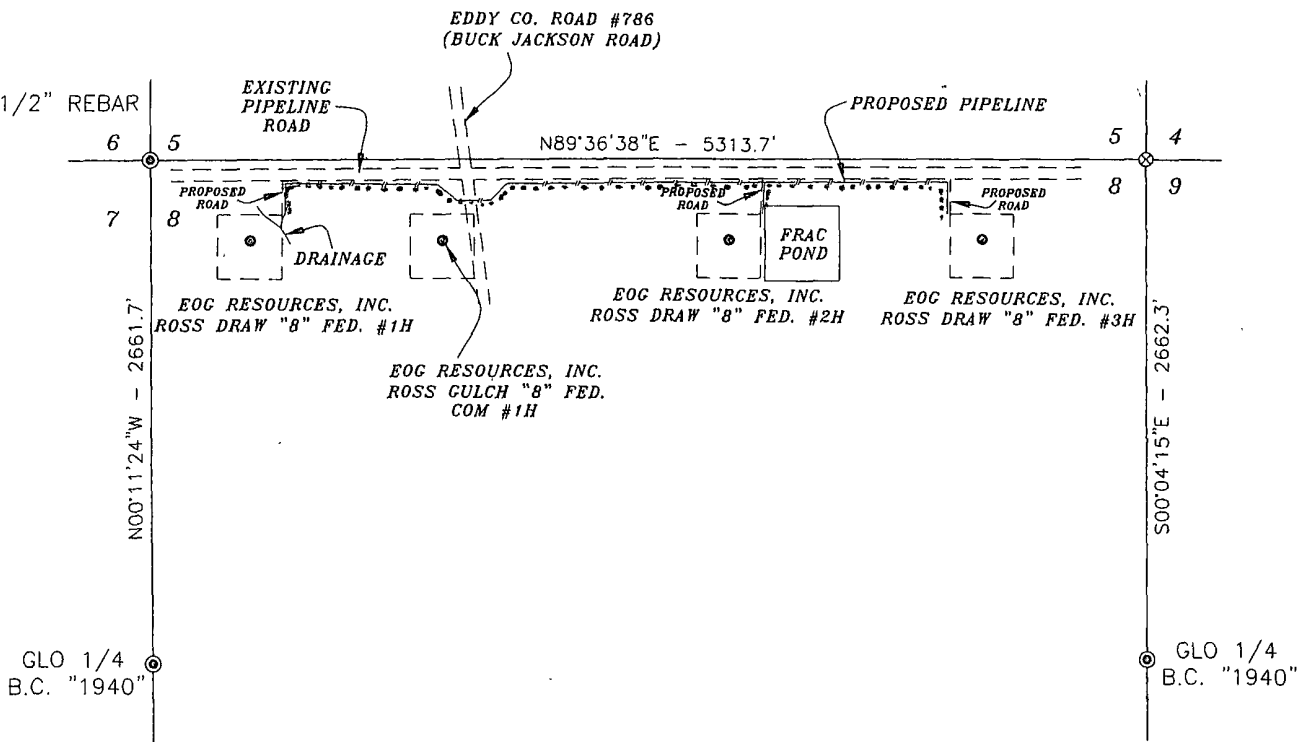 EDDY CO. ROAD #786
(BUCK JACKSON ROAD)
1/2" REBAR
EXISTING
PIPELINE
ROAD
PROPOSED PIPELINE
6 5
N89°36'38"E - 5313.7'
5 4
PROPOSED
ROAD
PROPOSED
ROAD
PROPOSED
ROAD
8 9
7 8
FRAC
POND
DRAINAGE
EOG RESOURCES, INC.
ROSS DRAW "8" FED. #1H
EOG RESOURCES, INC.
ROSS DRAW "8" FED. #2H
EOG RESOURCES, INC.
ROSS DRAW "8" FED. #3H
EOG RESOURCES, INC.
ROSS GULCH "8" FED.
COM #1H
N00°11'24"W - 2661.7'
S00°04'15"E - 2662.3'
GLO 1/4
B.C. "1940"
GLO 1/4
B.C. "1940"